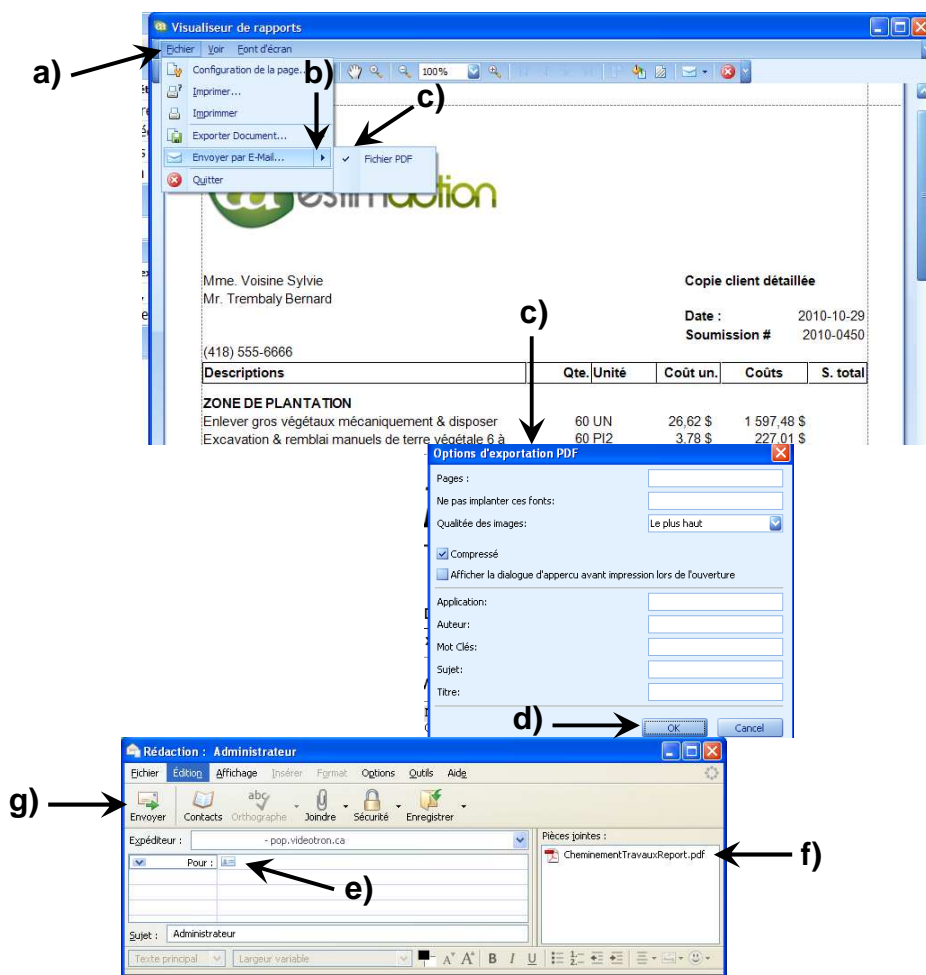 Visualiseur de rapports
a)
Fichier Voir Font d'écran
Configuration de la page...
b)
100%
Imprimer...
c)
Imprimmer
Exporter Document...
Envoyer par E-Mail...
Fichier PDF
Quitter
estimaction
Mme. Voisine Sylvie
Copie client détaillée
Mr. Trembaly Bernard
c)
Date : 2010-10-29
Soumission # 2010-0450
(418) 555-6666
Descriptions Qte. Unité Coût un. Coûts S. total
ZONE DE PLANTATION
Enlever gros végétaux mécaniquement & disposer 60 UN 26,62 $ 1 597,48 $
Excavation & remblai manuels de terre végétale 6 à 60 PI2 3,78 $ 227,01 $
Options d'exportation PDF
Pages :
Ne pas implanter ces fonts:
Qualitée des images: Le plus haut
Compressé
Afficher la dialogue d'appercu avant impression lors de l'ouverture
Application:
Auteur:
Mot Clés:
Sujet:
Titre:
d)
OK Cancel
Rédaction : Administrateur
Fichier Édition Affichage Insérer Format Options Outils Aide
g)
Envoyer Contacts Orthographe Joindre Sécurité Enregistrer
Expéditeur : - pop.videotron.ca
Pièces jointes :
Pour :
CheminementTravauxReport.pdf
f)
e)
Sujet : Administrateur
Texte principal Largeur variable A A B I U